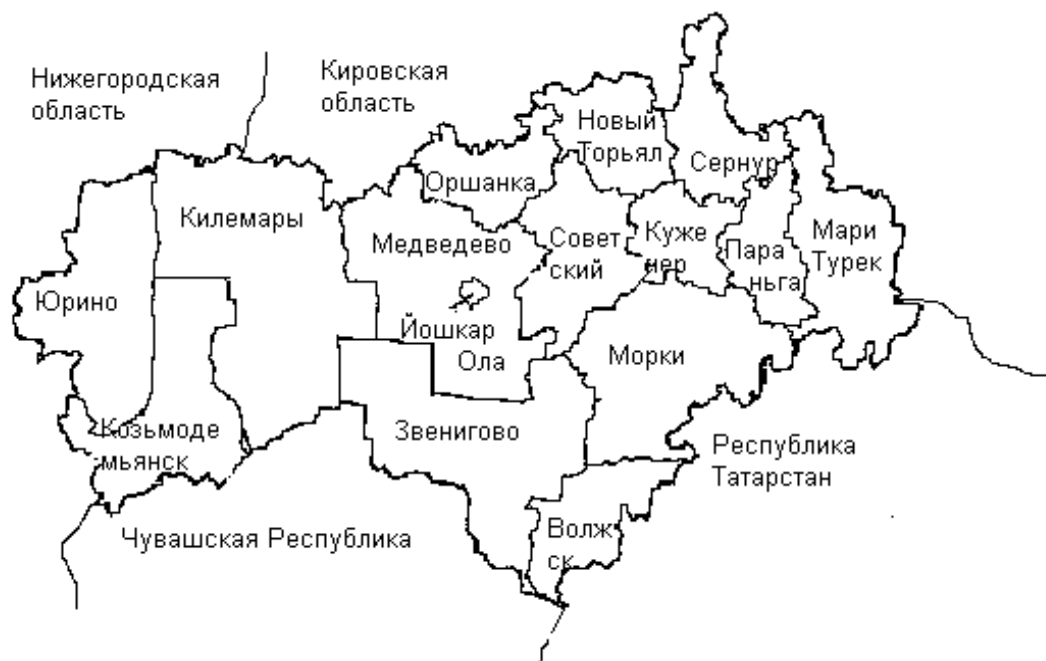 Нижегородская
область
Кировская
область
Новый
Торьял
Сернур
Оршанка
Килемары
Медведево
Совет
ский
Куже
нер
Пара
ньга
Мари
Турек
Юрино
Йошкар
Ола
Морки
Козьмоде
мьянск
Звенигово
Республика
Татарстан
Чувашская Республика
Волж
ск